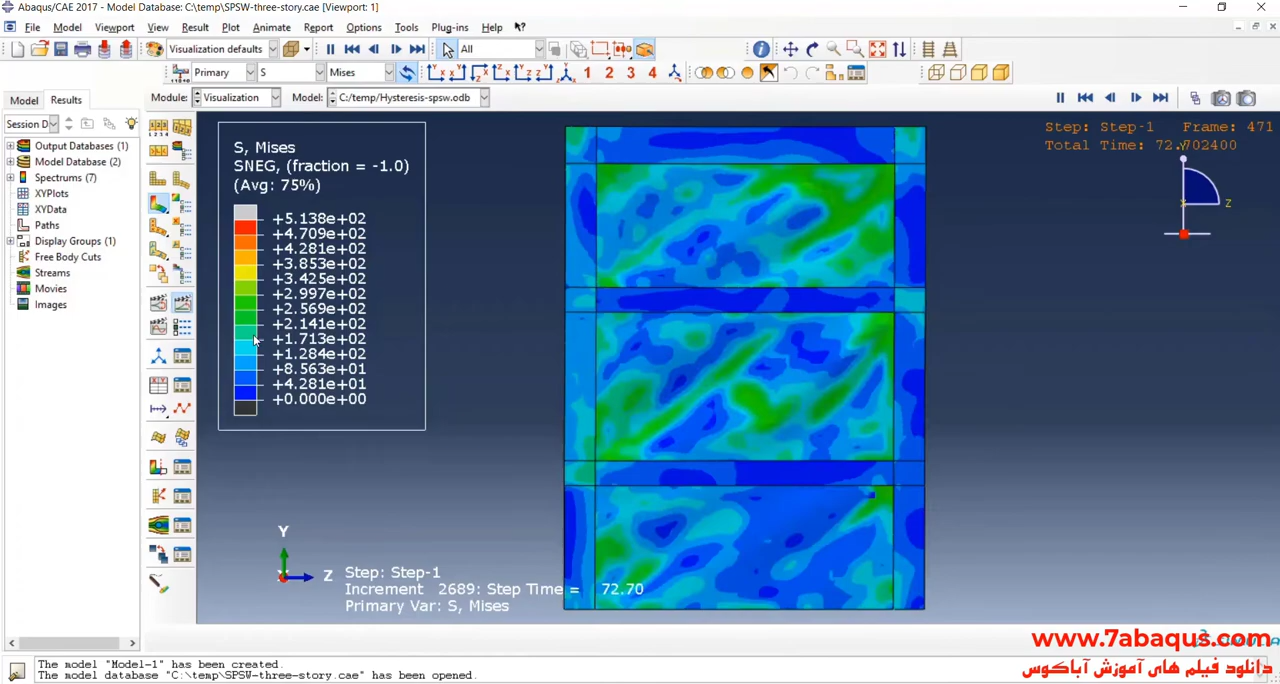 Abaqus/CAE 2017 - Model Database: C:\temp\SPSW-three-story.cae [Viewport: 1]
File Model Viewport View Result Plot Animate Report Options Tools Plug-ins Help
Visualization defaults All
Primary S Mises 1 2 3 4
Model Results Module: Visualization Model: C:/temp/Hysteresis-spsw.odb
Session D
Output Databases (1)
Model Database (2)
Spectrums (7)
XYPlots
XYData
Paths
Display Groups (1)
Free Body Cuts
Streams
Movies
Images
S, Mises
SNEG, (fraction = -1.0)
(Avg: 75%)
+5.138e+02
+4.709e+02
+4.281e+02
+3.853e+02
+3.425e+02
+2.997e+02
+2.569e+02
+2.141e+02
+1.713e+02
+1.284e+02
+8.563e+01
+4.281e+01
+0.000e+00
Step: Step-1 Frame: 471
Total Time: 72.702400
Y
X Z
Y
Z
Step: Step-1
Increment 2689: Step Time = 72.70
Primary Var: S, Mises
www.7abaqus.com
دانلود فیلم های آموزش آباکوس
The model "Model-1" has been created.
The model database "C:\temp\SPSW-three-story.cae" has been opened.